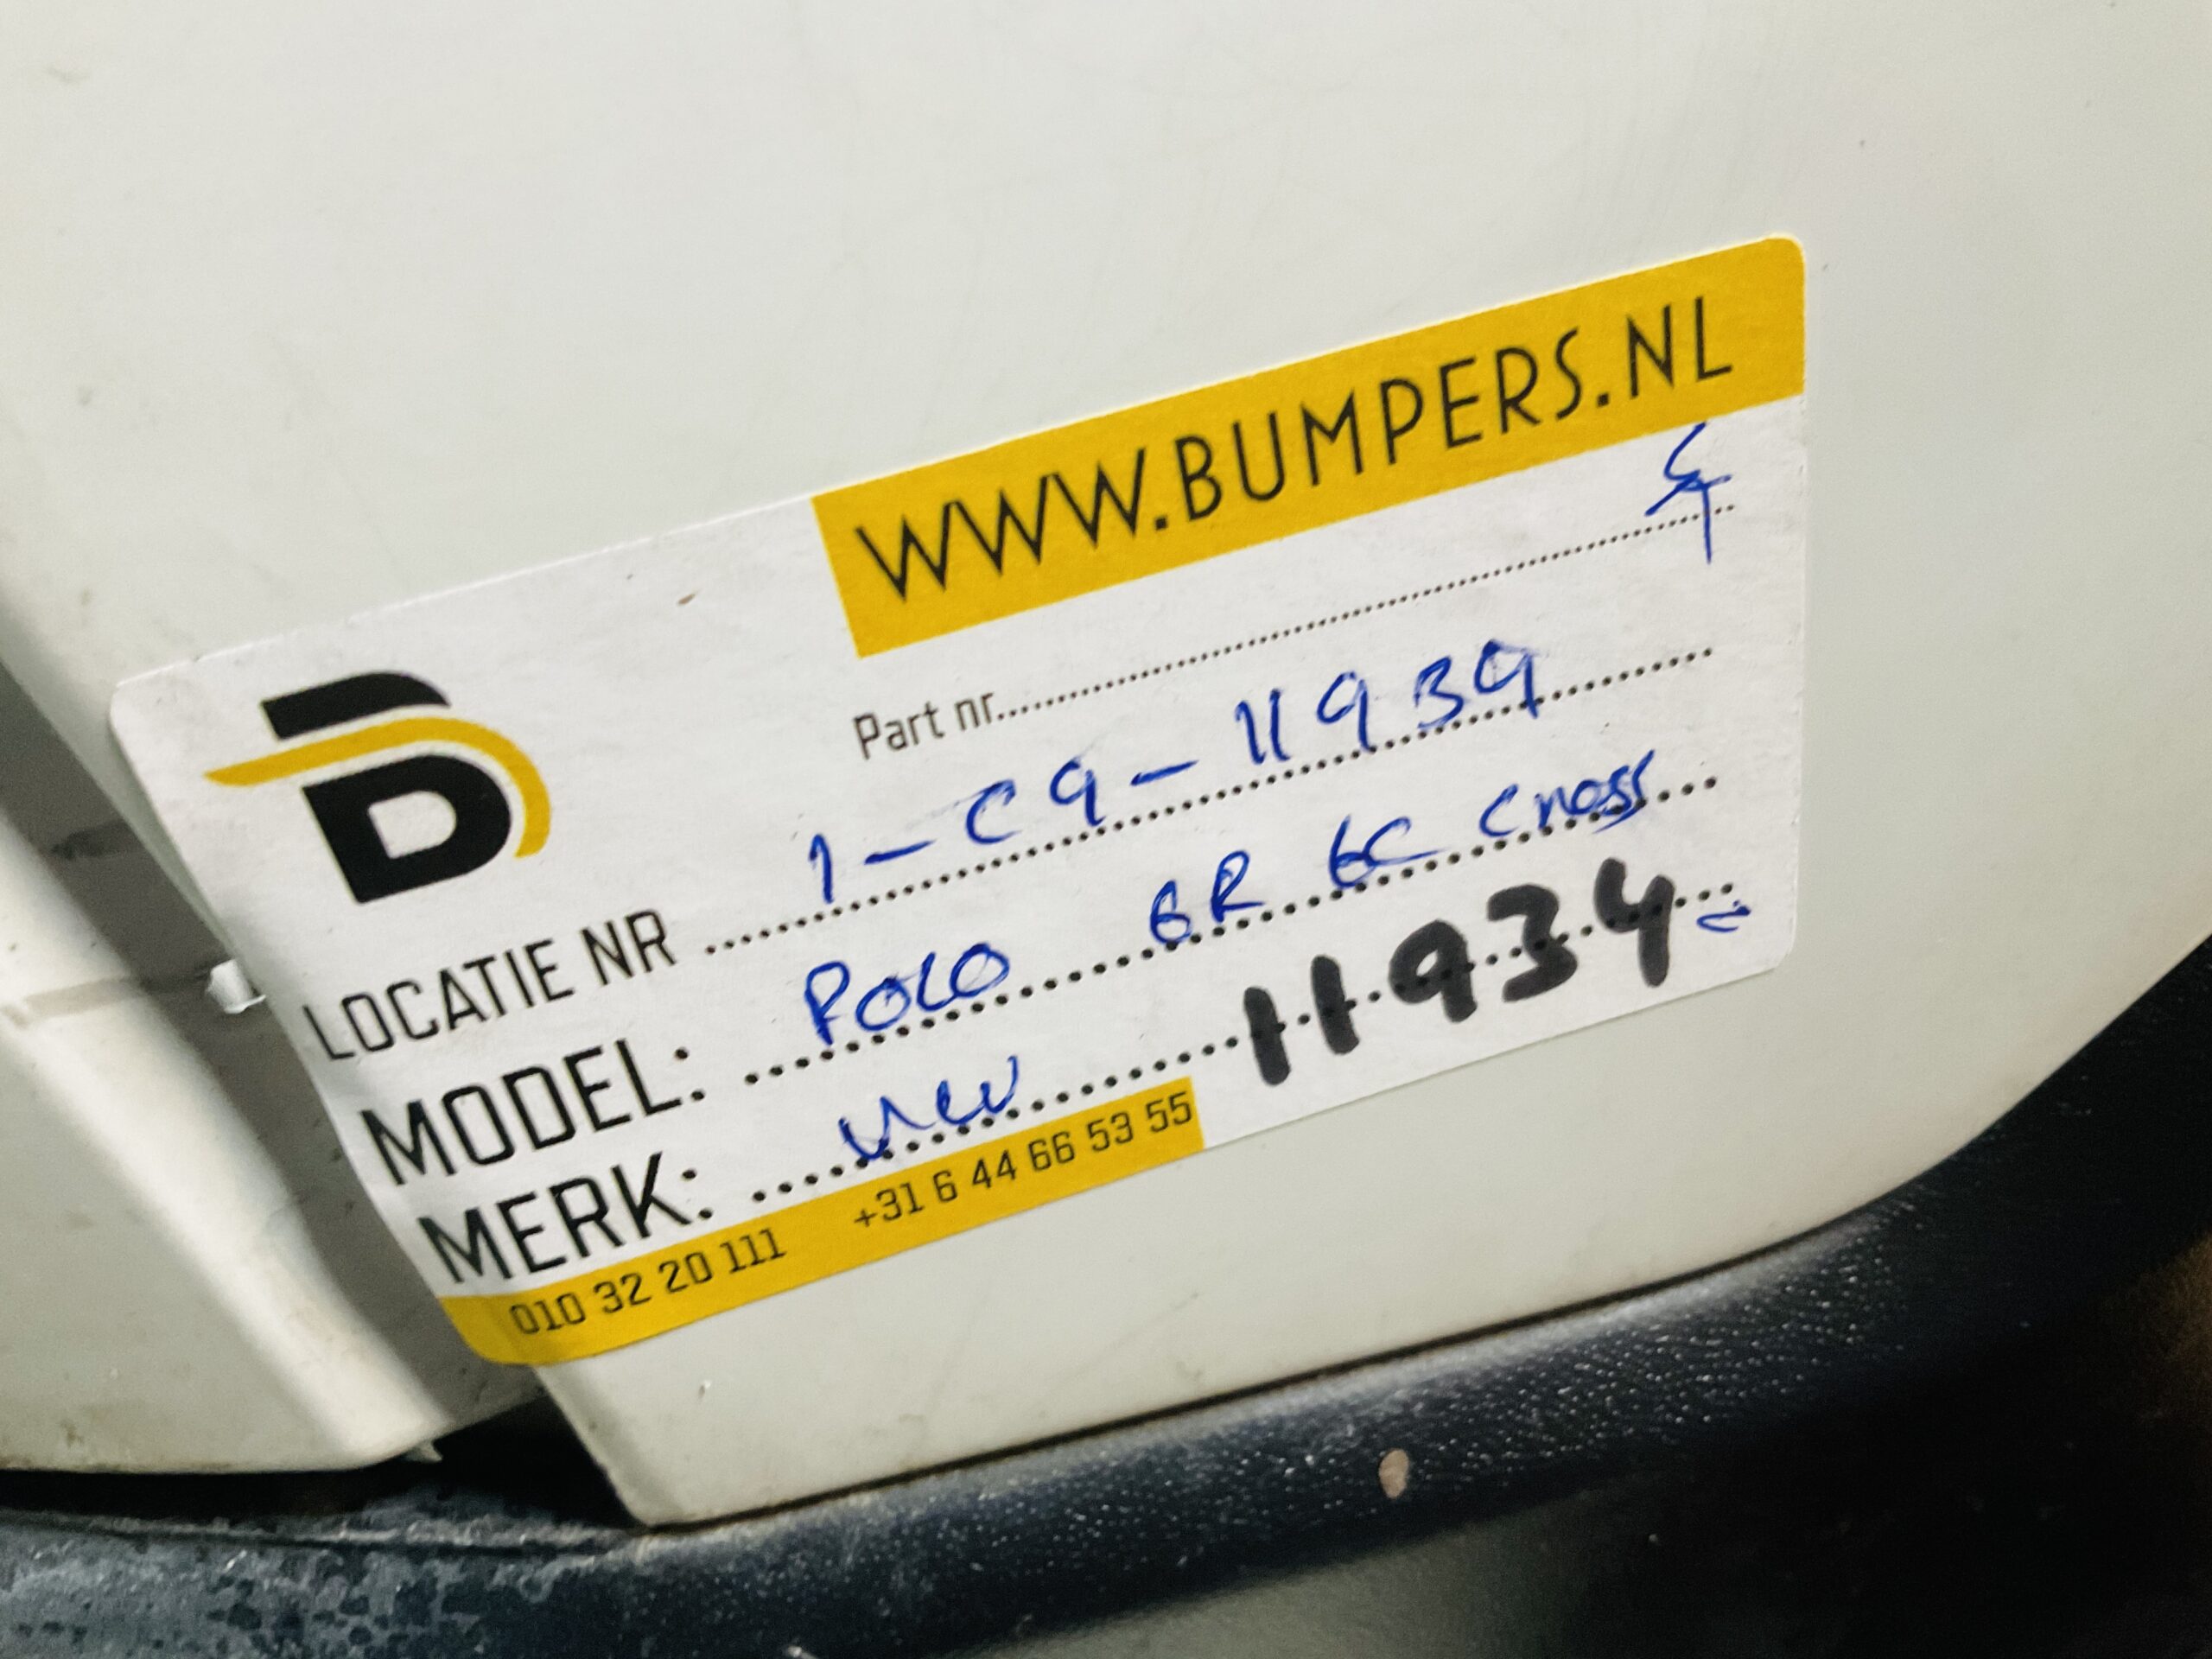 WWW.BUMPERS.NL
Part nr
LOCATIE NR 1-C9-11934
MODEL: POLO 6R 6C Cross
MERK: VW 11934
010 32 20 111 +31 6 44 66 53 55